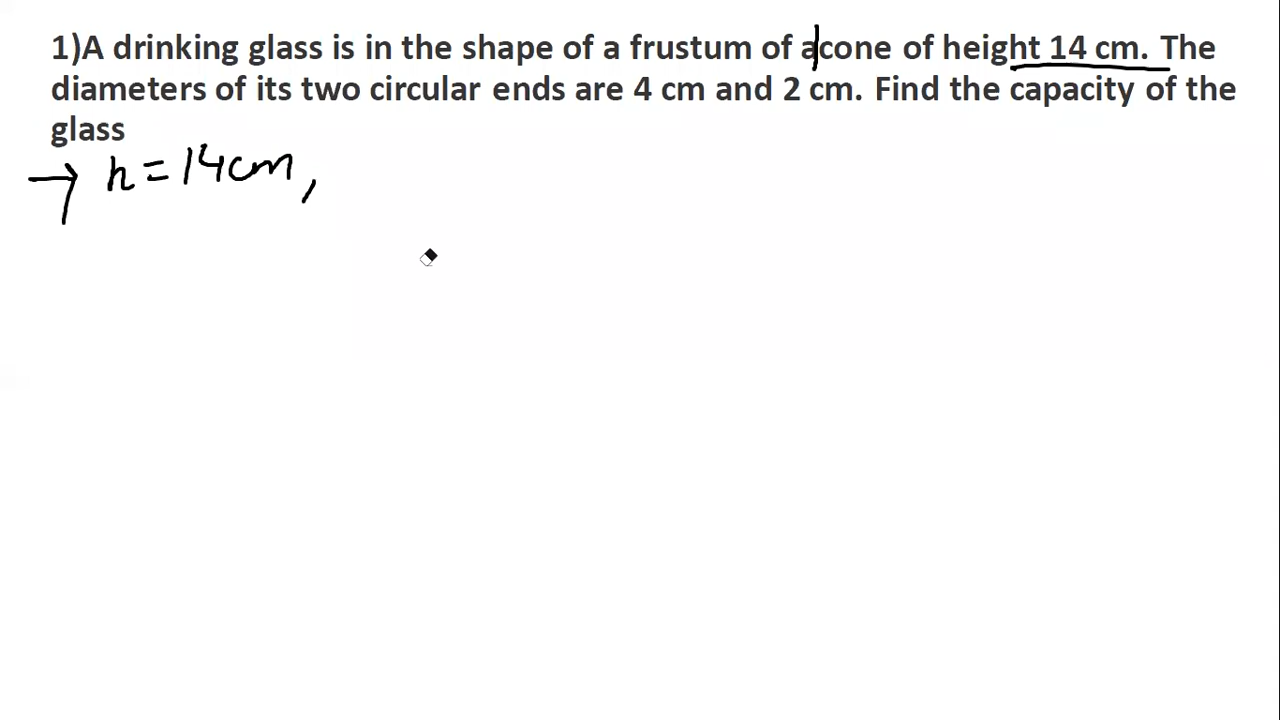 1)A drinking glass is in the shape of a frustum of a cone of height 14 cm. The
diameters of its two circular ends are 4 cm and 2 cm. Find the capacity of the
glass
→ h = 14cm,